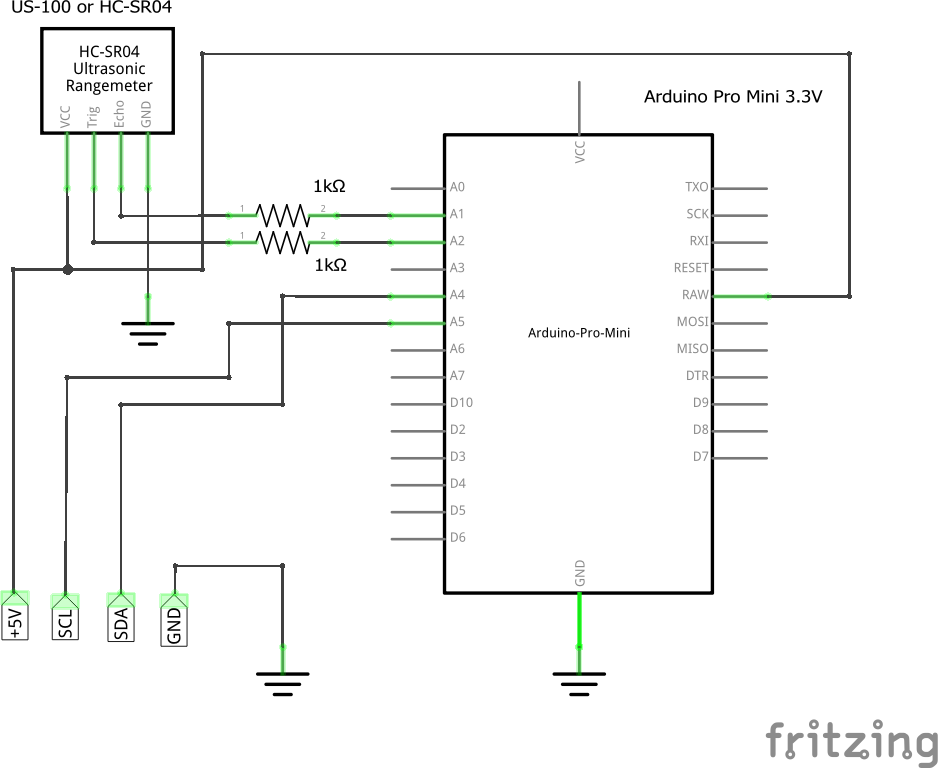 US-100 or HC-SR04
HC-SR04
Ultrasonic
Rangemeter
VCC
Trig
Echo
GND
Arduino Pro Mini 3.3V
1kΩ
1 2
1 2
1kΩ
VCC
A0
A1
A2
A3
A4
A5
A6
A7
D10
D2
D3
D4
D5
D6
Arduino-Pro-Mini
TXO
SCK
RXI
RESET
RAW
MOSI
MISO
DTR
D9
D8
D7
GND
+5V
SCL
SDA
GND
fritzing